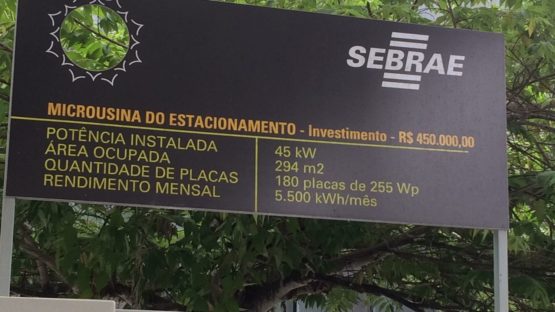 SEBRAE
MICROUSINA DO ESTACIONAMENTO - Investimento - R$ 450.000,00
POTÊNCIA INSTALADA 45 kW
ÁREA OCUPADA 294 m2
QUANTIDADE DE PLACAS 180 placas de 255 Wp
RENDIMENTO MENSAL 5.500 kWh/mês